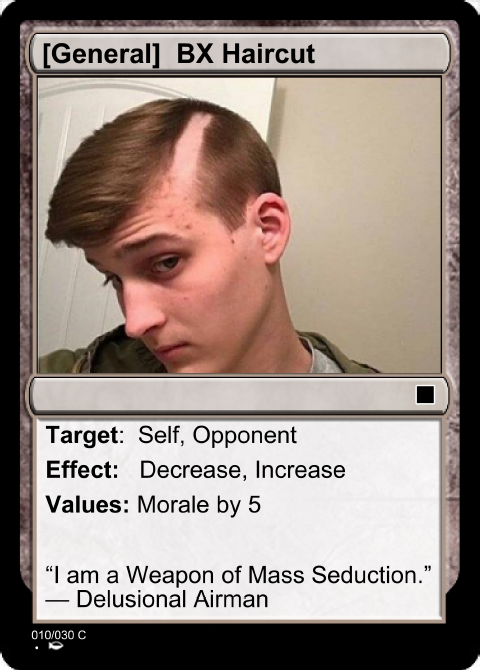 [General] BX Haircut
Target: Self, Opponent
Effect: Decrease, Increase
Values: Morale by 5
“I am a Weapon of Mass Seduction.”
— Delusional Airman
010/030 C